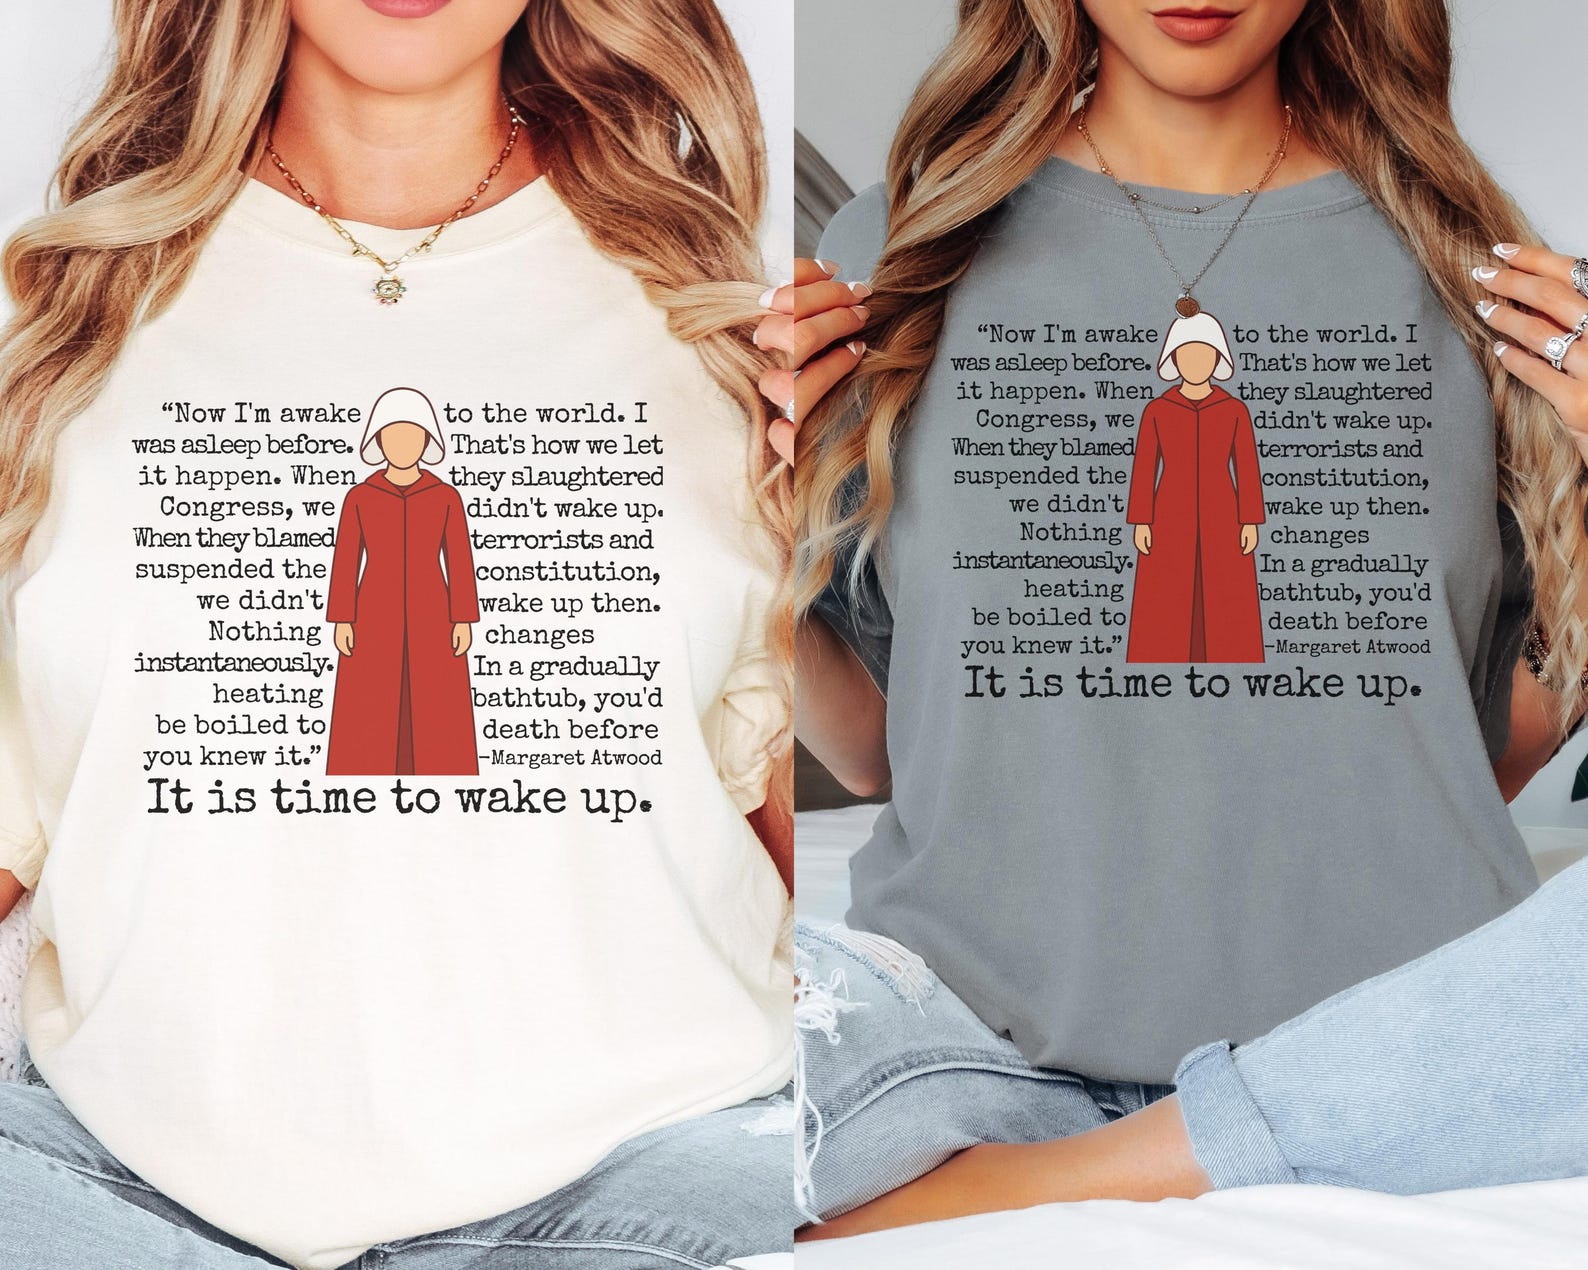 “Now I'm awake to the world. I
was asleep before. That's how we let
it happen. When they slaughtered
Congress, we didn't wake up.
When they blamed terrorists and
suspended the constitution,
we didn't wake up then.
Nothing changes
instantaneously. In a gradually
heating bathtub, you'd
be boiled to death before
you knew it.” -Margaret Atwood
It is time to wake up.
“Now I'm awake to the world. I
was asleep before. That's how we let
it happen. When they slaughtered
Congress, we didn't wake up.
When they blamed terrorists and
suspended the constitution,
we didn't wake up then.
Nothing changes
instantaneously. In a gradually
heating bathtub, you'd
be boiled to death before
you knew it.” -Margaret Atwood
It is time to wake up.